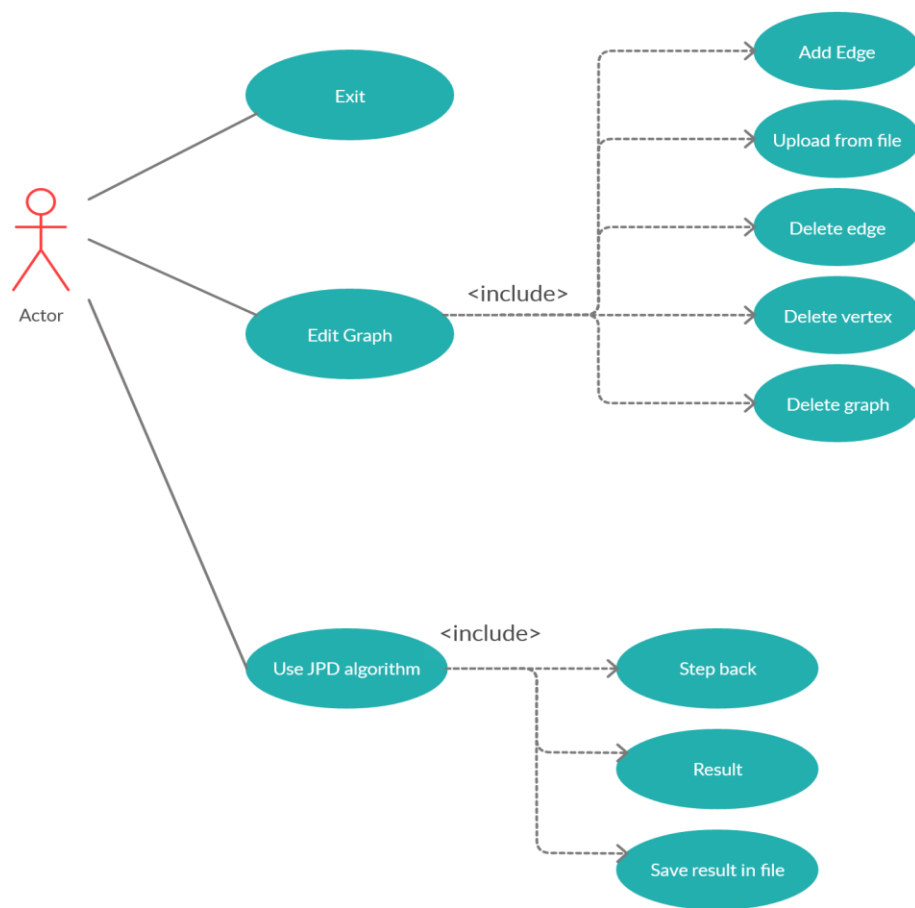 Add Edge
Exit
Upload from file
Delete edge
<include>
Actor
Edit Graph
Delete vertex
Delete graph
<include>
Use JPD algorithm
Step back
Result
Save result in file